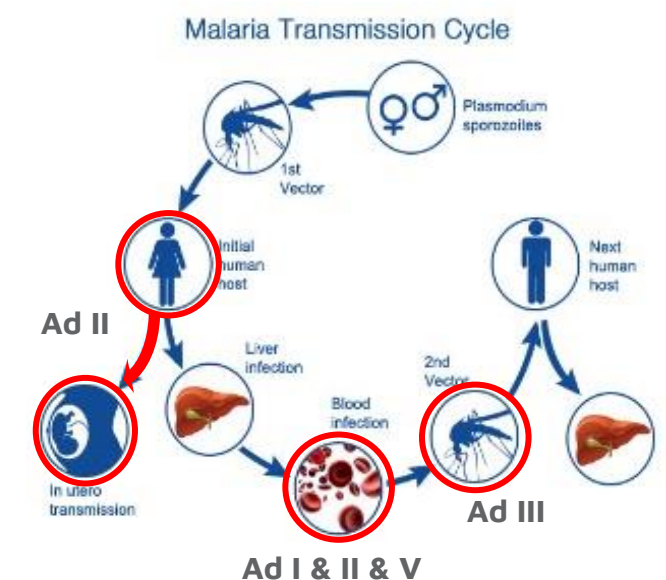 Malaria Transmission Cycle
Plasmodium
sporozoites
1st
Vector
Initial
human
host
Next
human
host
Ad II
Liver
infection
2nd
Vector
Blood
infection
In utero
transmission
Ad III
Ad I & II & V